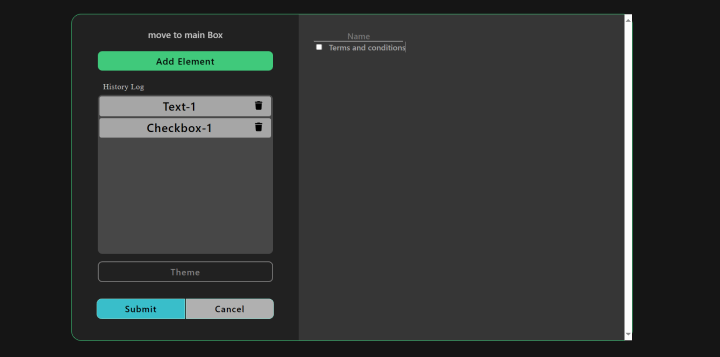 move to main Box
Add Element
History Log
Text-1
Checkbox-1
Theme
Submit
Cancel
Name
Terms and conditions